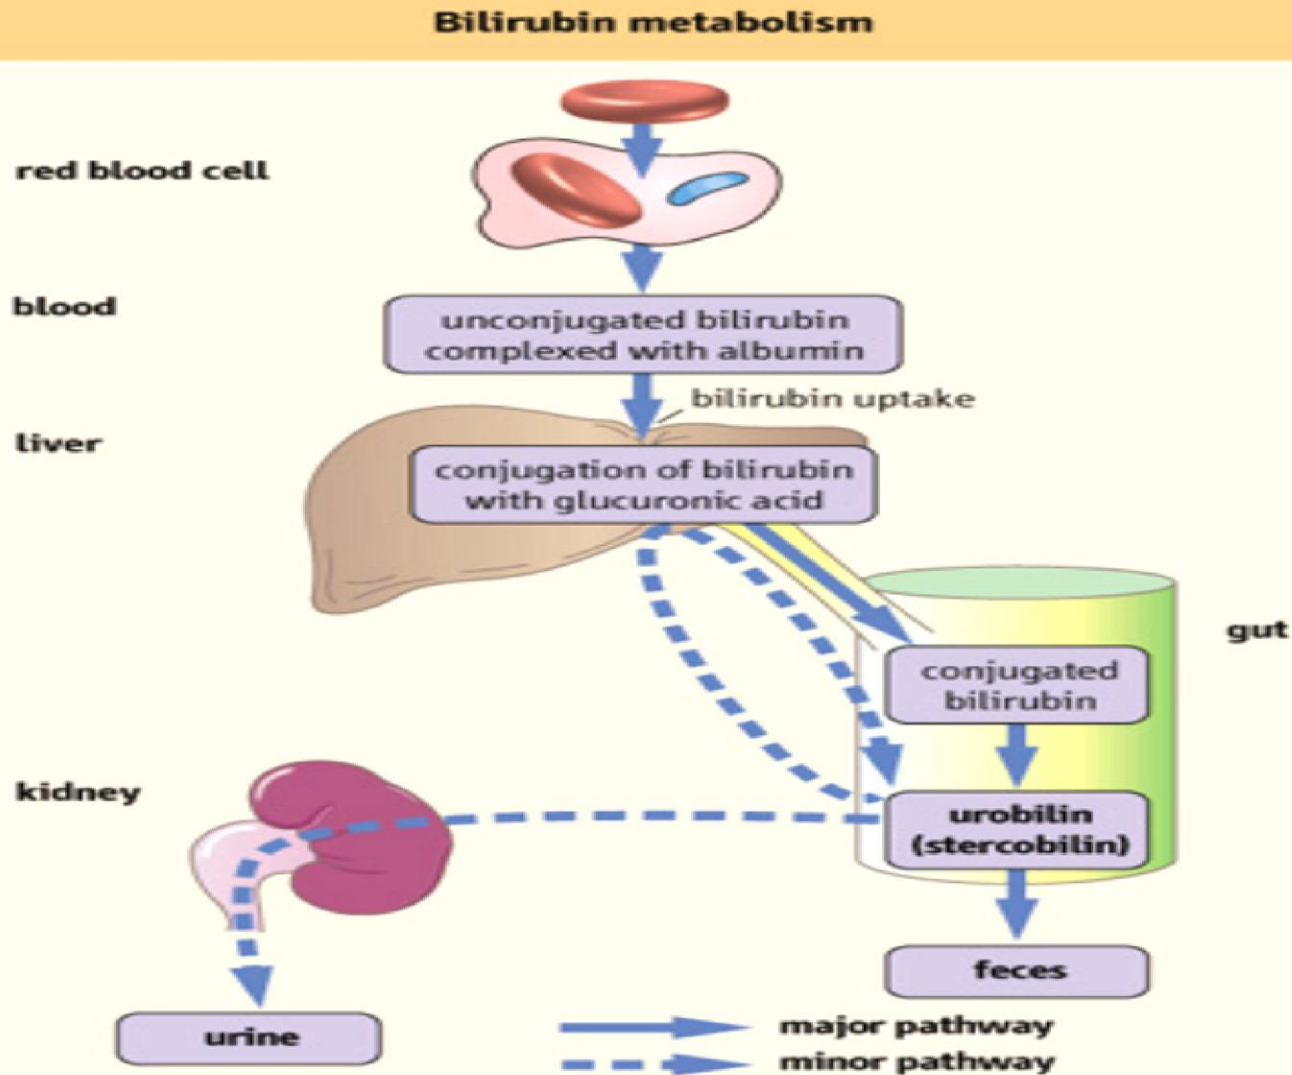 Bilirubin metabolism
red blood cell
blood
unconjugated bilirubin
complexed with albumin
bilirubin uptake
liver
conjugation of bilirubin
with glucuronic acid
gut
conjugated
bilirubin
kidney
urobilin
(stercobilin)
feces
urine
major pathway
minor pathway